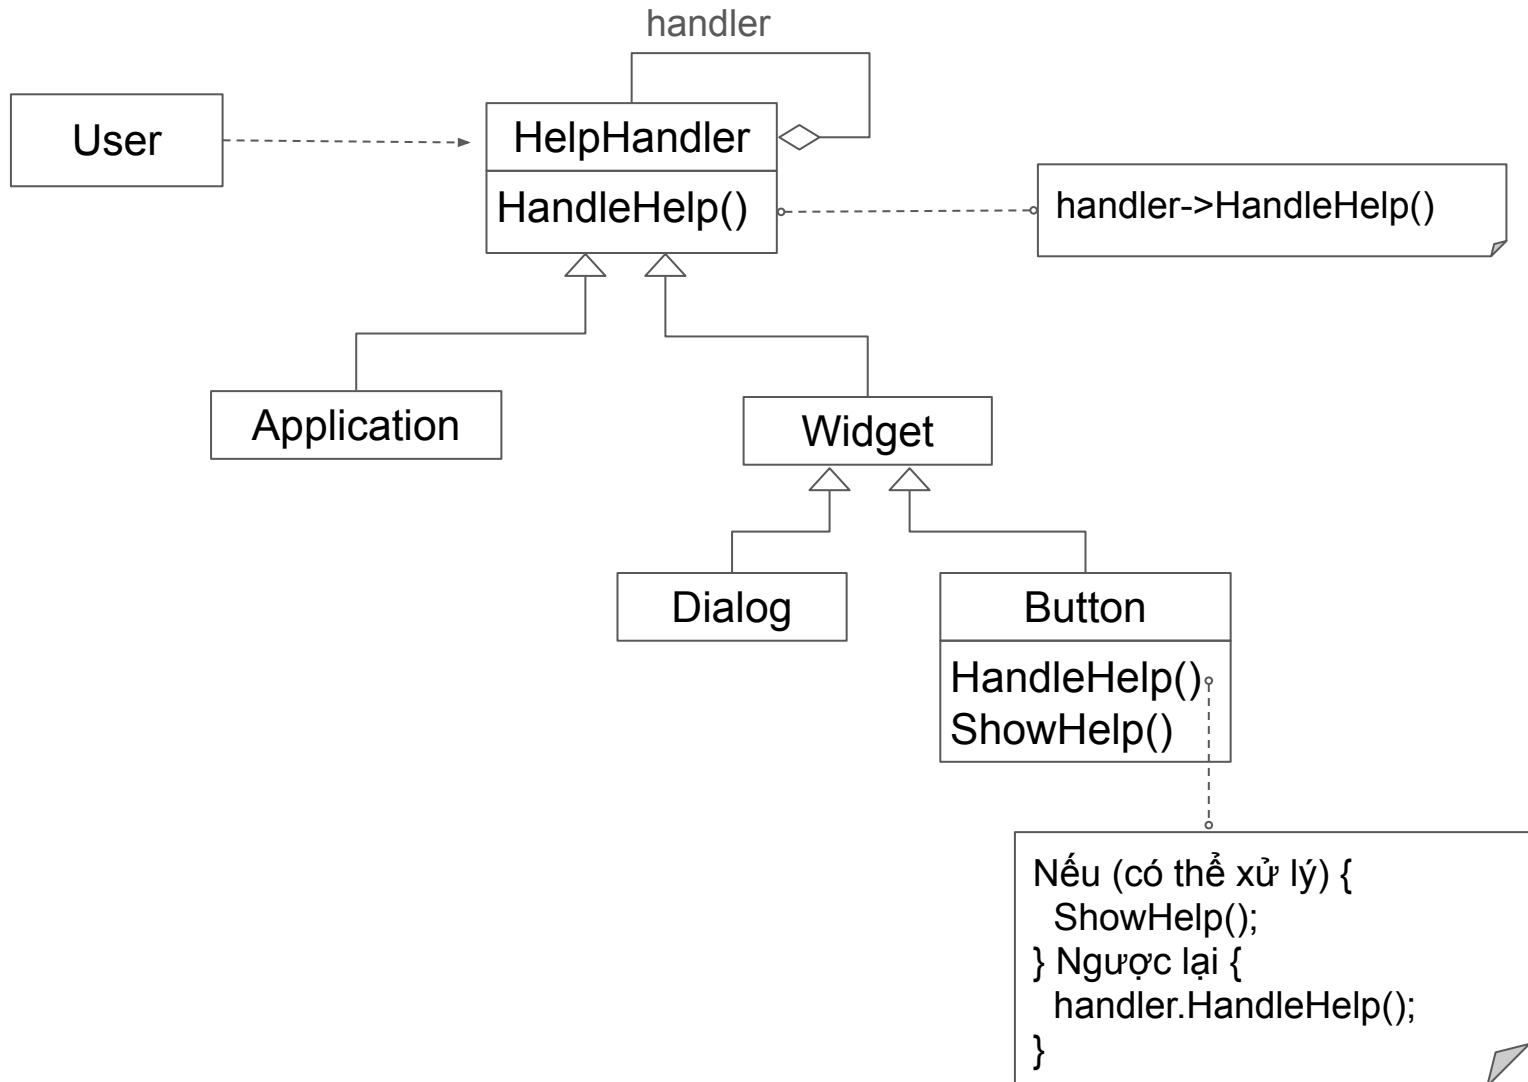 handler
User
HelpHandler
HandleHelp()
handler->HandleHelp()
Application
Widget
Dialog
Button
HandleHelp()
ShowHelp()
Nếu (có thể xử lý) {
ShowHelp();
} Ngược lại {
handler.HandleHelp();
}